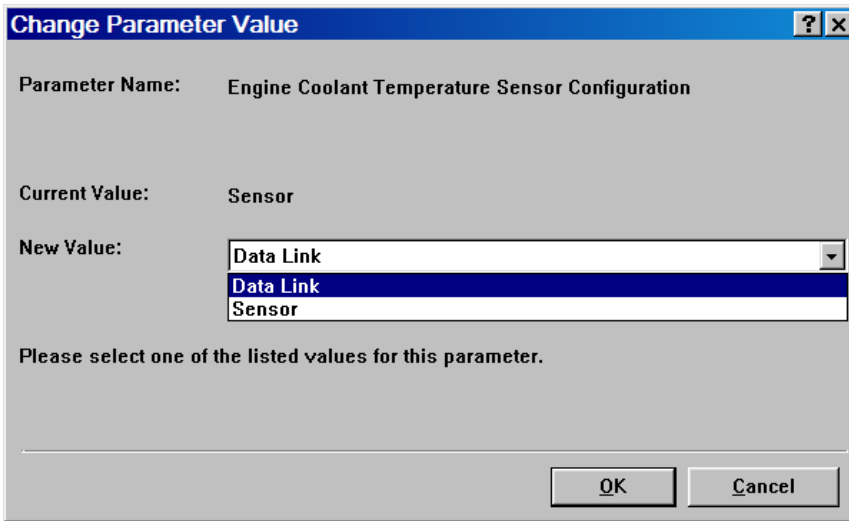 Change Parameter Value
Parameter Name: Engine Coolant Temperature Sensor Configuration
Current Value: Sensor
New Value: Data Link
Data Link
Sensor
Please select one of the listed values for this parameter.
OK Cancel